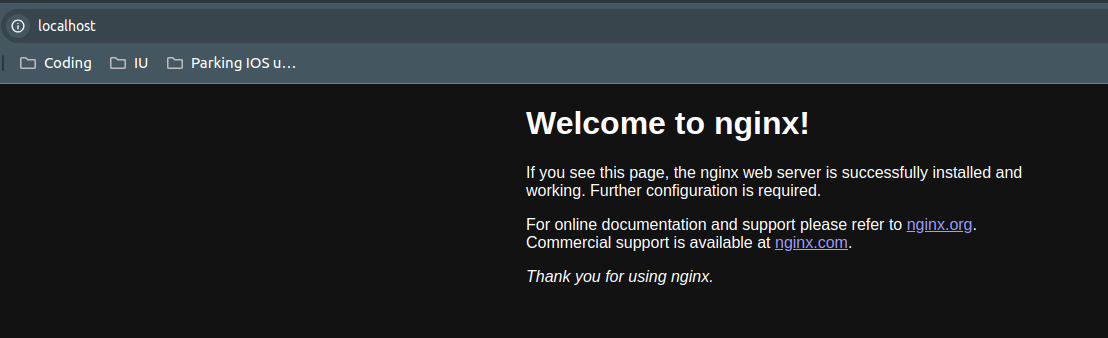 localhost
Coding IU Parking IOS u...
Welcome to nginx!
If you see this page, the nginx web server is successfully installed and
working. Further configuration is required.
For online documentation and support please refer to nginx.org.
Commercial support is available at nginx.com.
Thank you for using nginx.